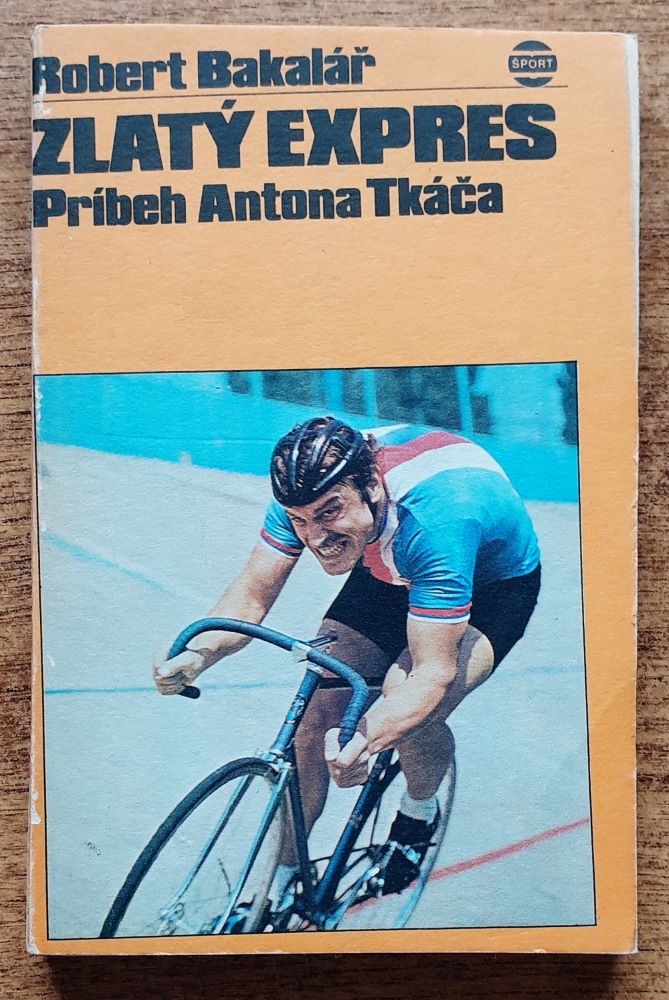 Robert Bakalář
ŠPORT
ZLATÝ EXPRES
Príbeh Antona Tkáča